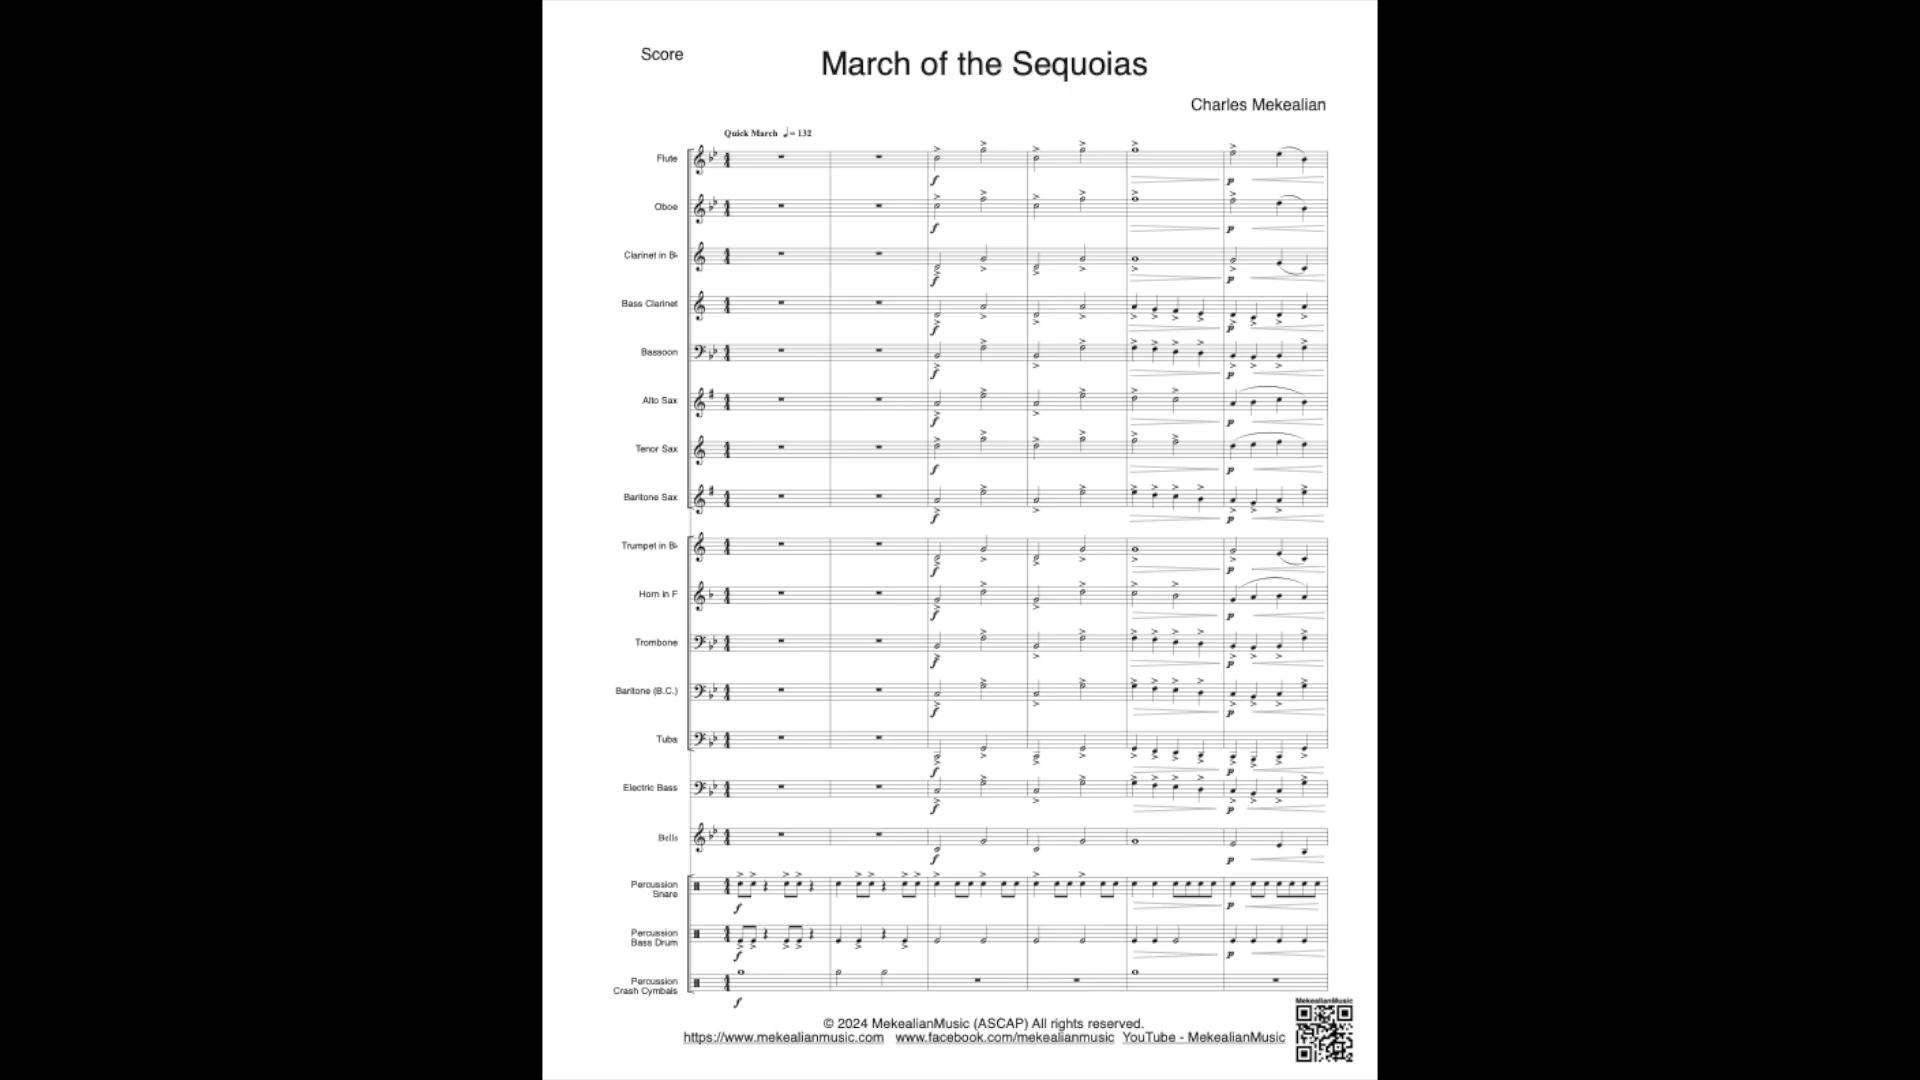 Score
March of the Sequoias
Charles Mekealian
Quick March ♩= 132
Flute
f
p
Oboe
f
p
Clarinet in B♭
f
p
Bass Clarinet
f
p
Bassoon
f
p
Alto Sax
f
p
Tenor Sax
f
p
Baritone Sax
f
p
Trumpet in B♭
f
p
Horn in F
f
p
Trombone
f
p
Baritone (B.C.)
f
p
Tuba
f
p
Electric Bass
f
p
Bells
f
p
Percussion
Snare
f
p
Percussion
Bass Drum
f
p
Percussion
Crash Cymbals
f
MekealianMusic
© 2024 MekealianMusic (ASCAP) All rights reserved.
https://www.mekealianmusic.com www.facebook.com/mekealianmusic YouTube - MekealianMusic